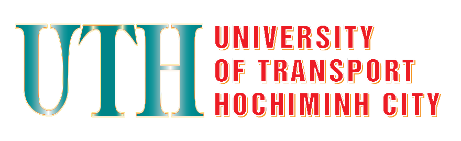 UTH
UNIVERSITY
OF TRANSPORT
HOCHIMINH CITY